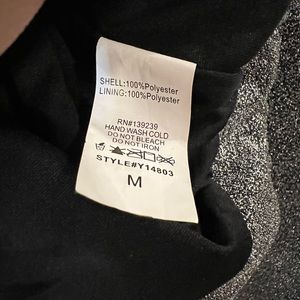 SHELL:100%Polyester
LINING:100%Polyester
RN#139239
HAND WASH COLD
DO NOT BLEACH
DO NOT IRON
STYLE#Y14803
M